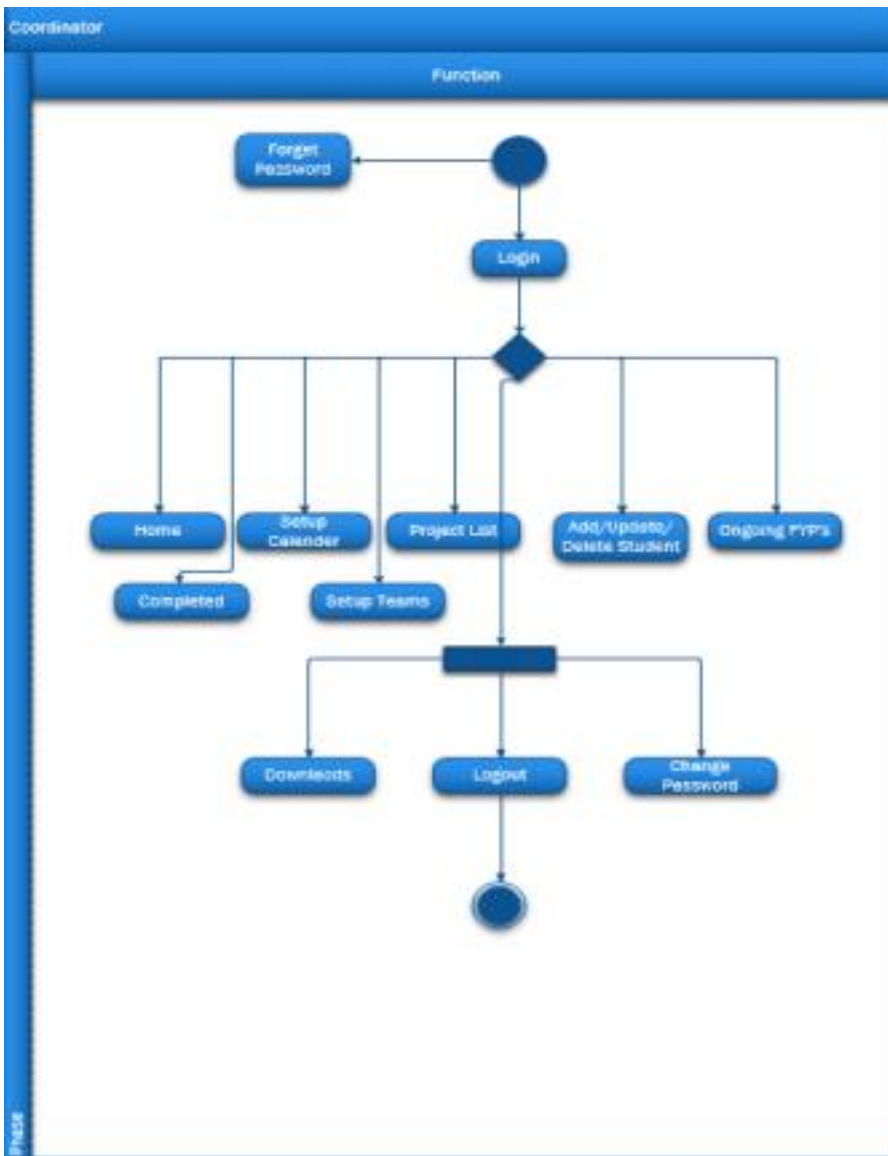 Coordinator
Function
Forget
Password
Login
Home
Setup
Calender
Project List
Add/Update/
Delete Student
Ongoing FYP's
Completed
Setup Teams
Downloads
Logout
Change
Password
Phase